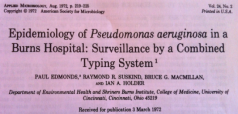 APPLIED MICROBIOLOGY, Aug. 1972, p. 219-225
Copyright © 1972 American Society for Microbiology
Vol. 24, No. 2
Printed in U.S.A.
Epidemiology of Pseudomonas aeruginosa in a
Burns Hospital: Surveillance by a Combined
Typing System¹
PAUL EDMONDS,² RAYMOND R. SUSKIND, BRUCE G. MACMILLAN,
AND IAN A. HOLDER
Department of Environmental Health and Shriners Burns Institute, College of Medicine, University of
Cincinnati, Cincinnati, Ohio 45219
Received for publication 3 March 1972